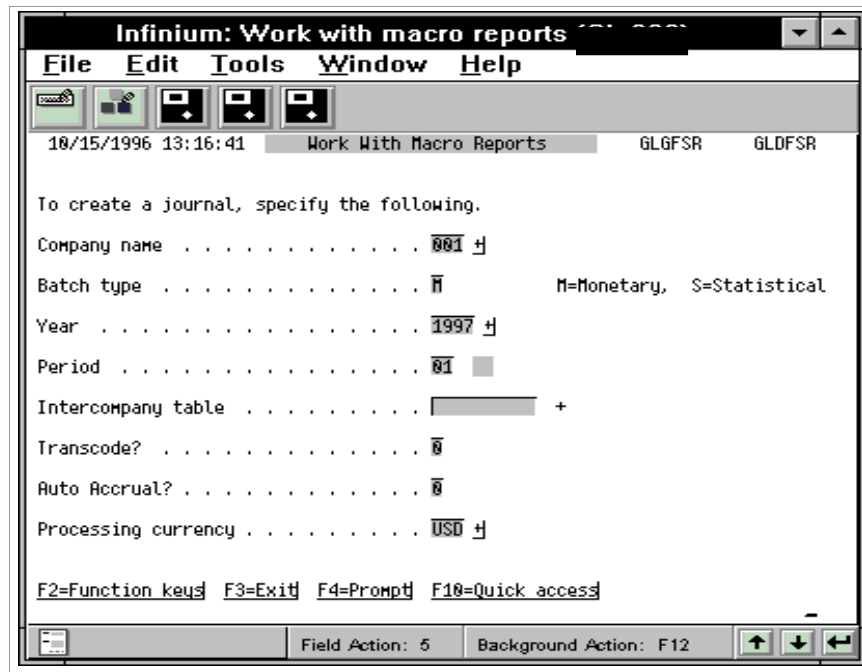 Infinium: Work with macro reports
File Edit Tools Window Help
10/15/1996 13:16:41 Work With Macro Reports GLGFSR GLDFSR
To create a journal, specify the following.
Company name . . . . . . . . . . . . 001 +
Batch type . . . . . . . . . . . . . M M=Monetary, S=Statistical
Year . . . . . . . . . . . . . . . . 1997 +
Period . . . . . . . . . . . . . . . 01
Intercompany table . . . . . . . . . +
Transcode? . . . . . . . . . . . . . 0
Auto Accrual? . . . . . . . . . . . . 0
Processing currency . . . . . . . . . USD +
F2=Function keys F3=Exit F4=Prompt F10=Quick access
Field Action: 5 Background Action: F12